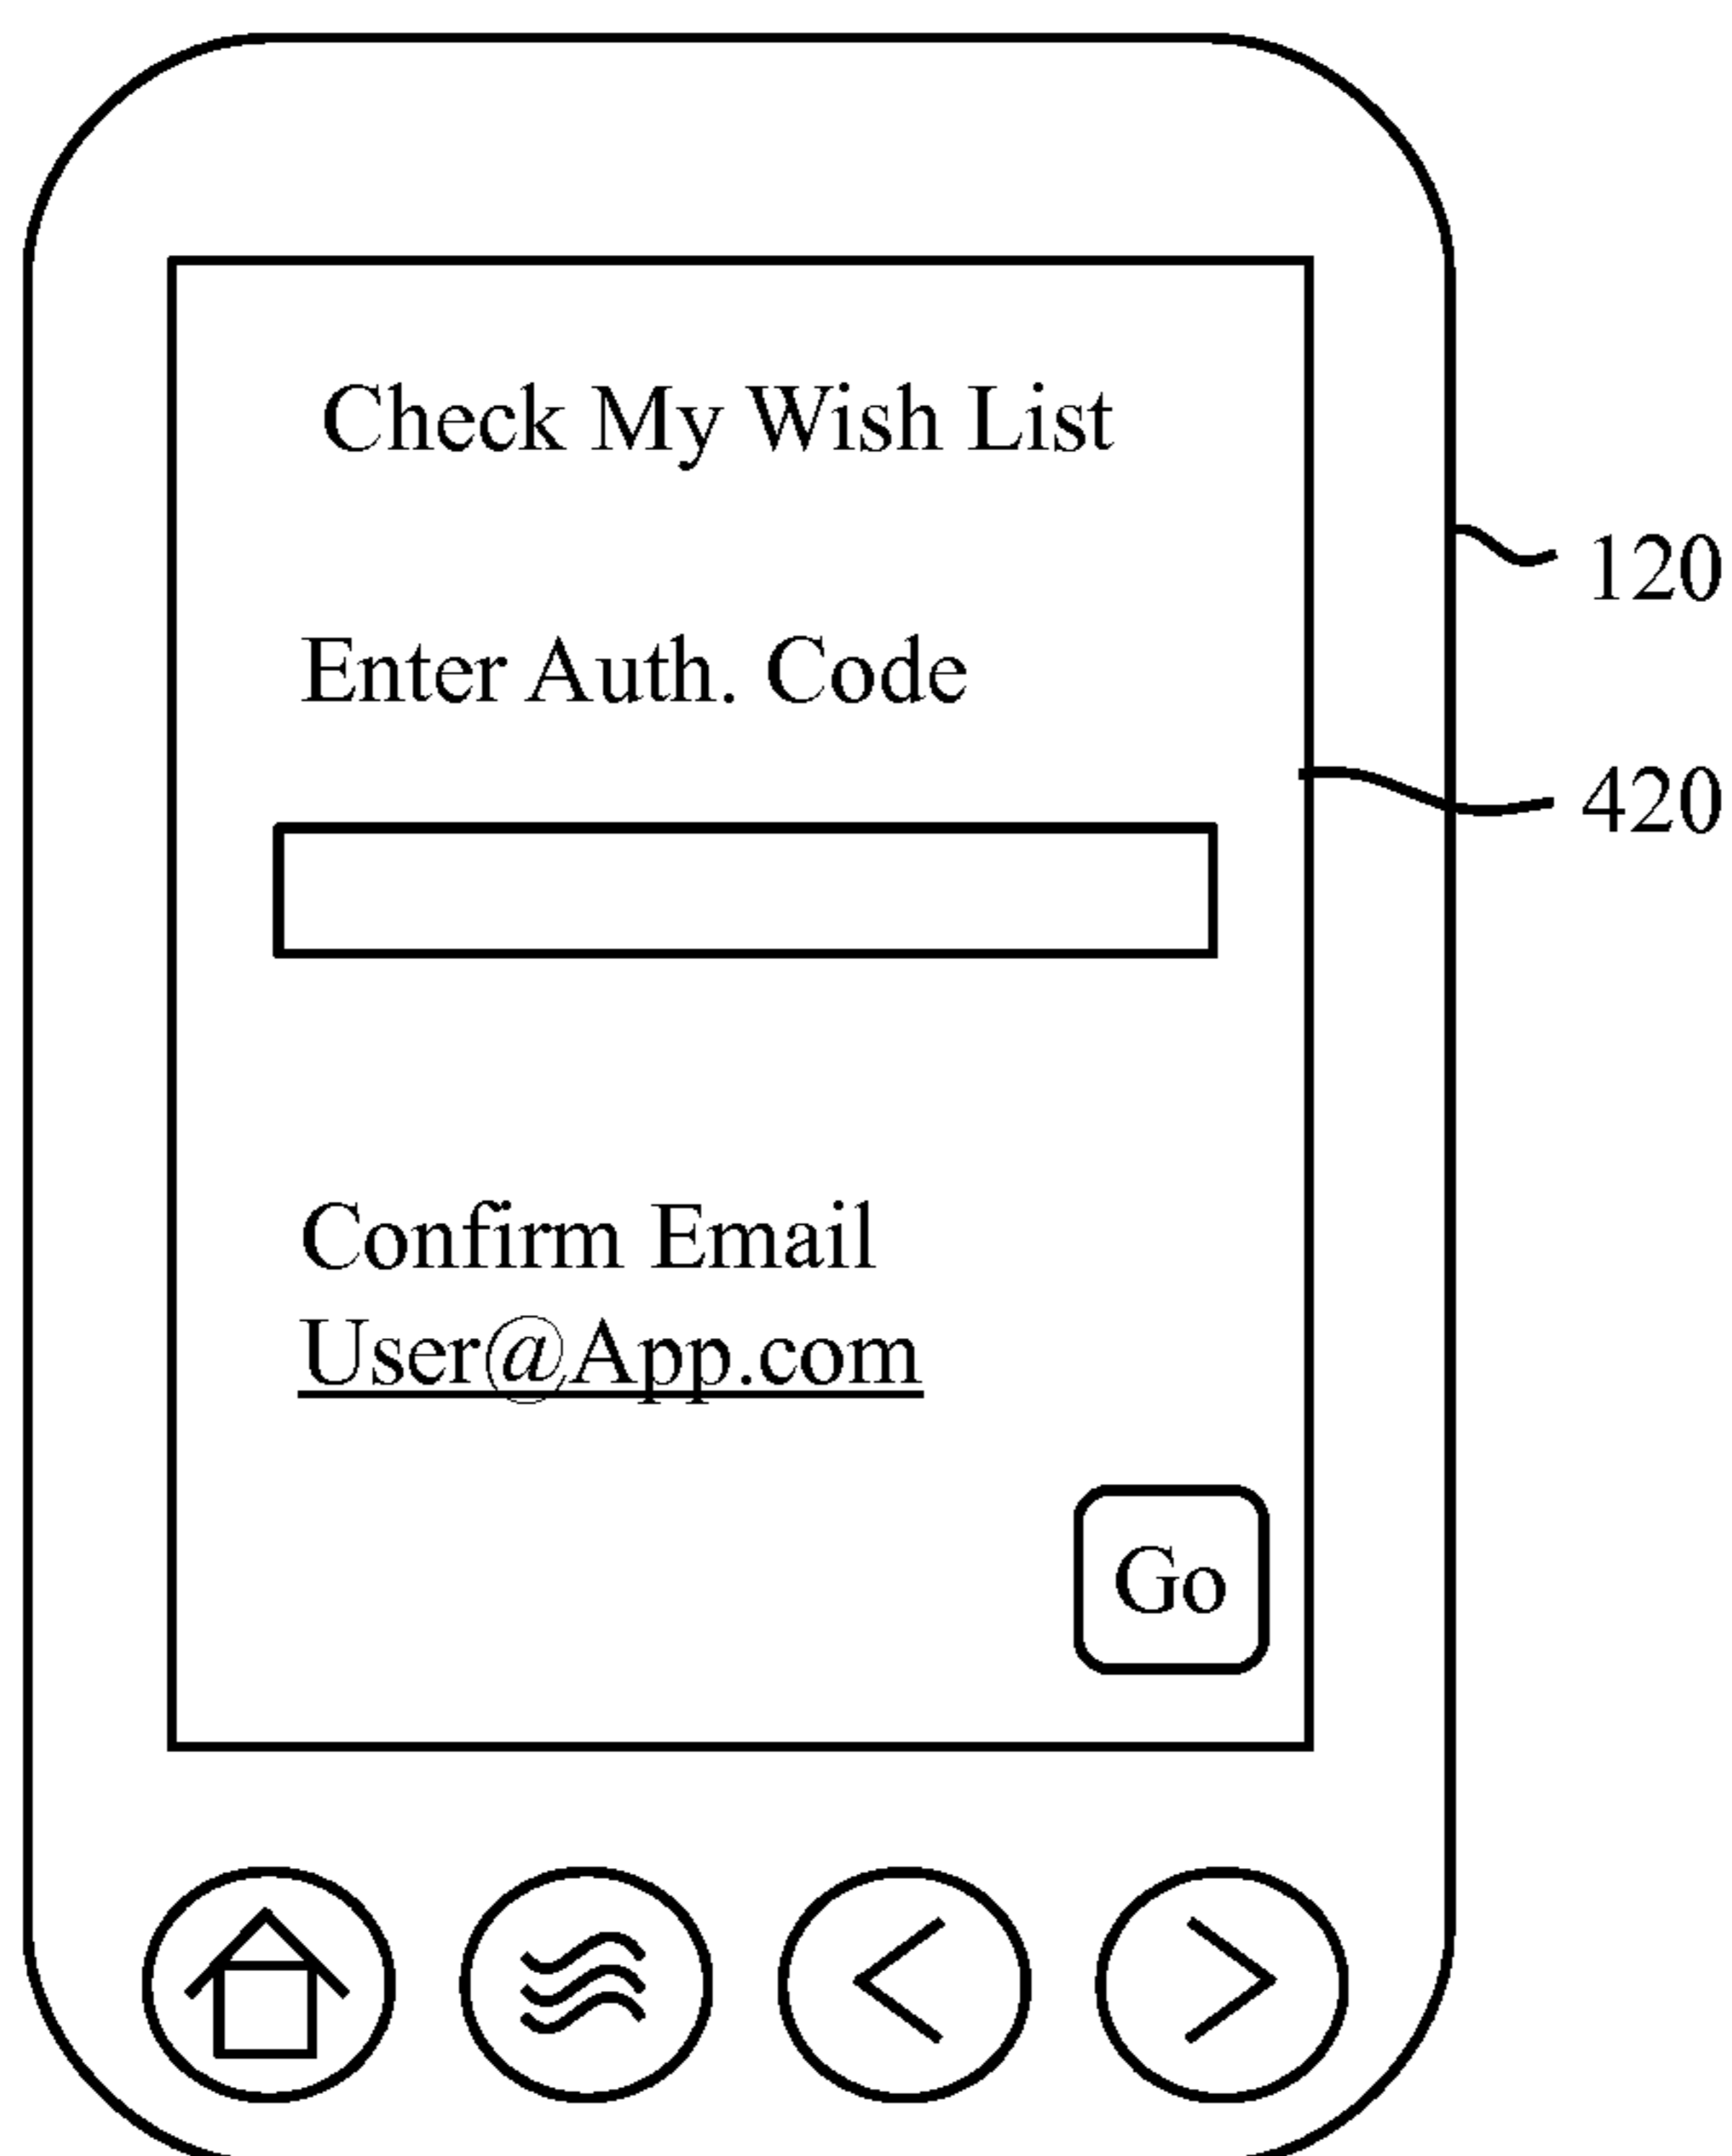 Check My Wish List
120
Enter Auth. Code
420
Confirm Email
User@App.com
Go